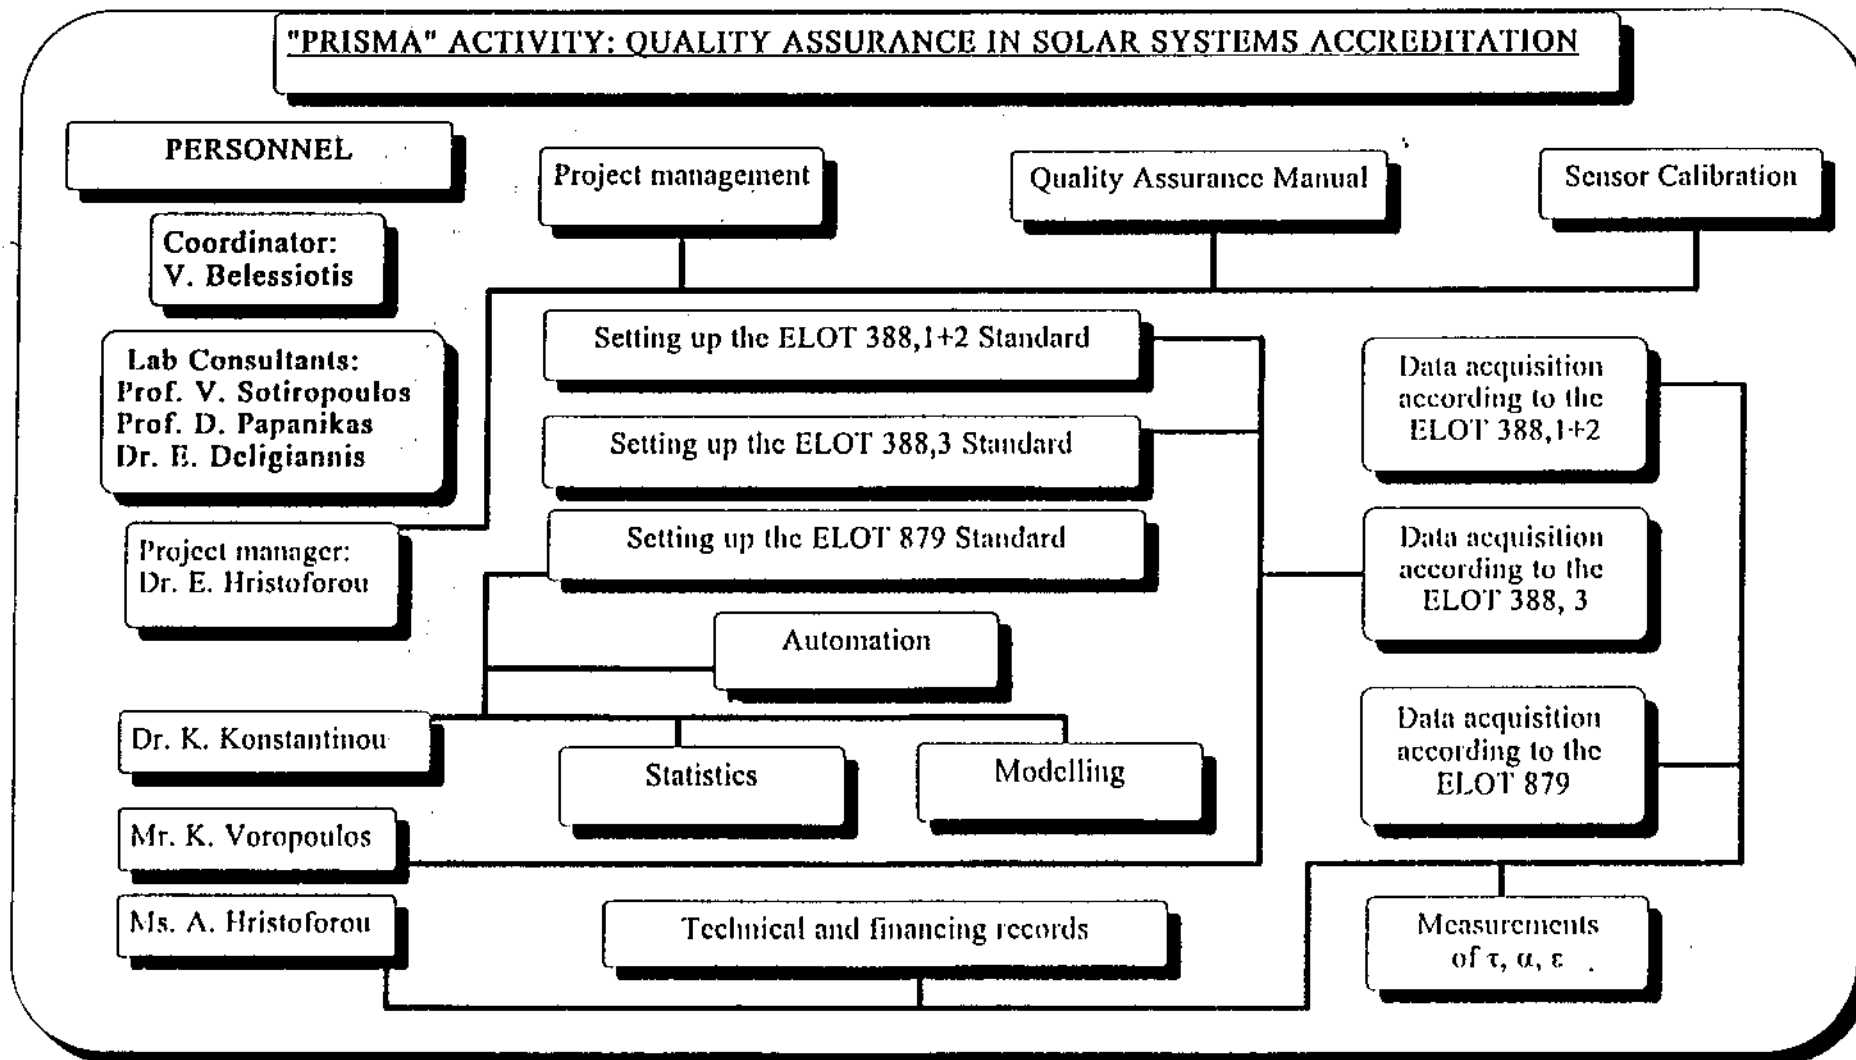 "PRISMA" ACTIVITY: QUALITY ASSURANCE IN SOLAR SYSTEMS ACCREDITATION
PERSONNEL
Project management
Quality Assurance Manual
Sensor Calibration
Coordinator:
V. Belessiotis
Lab Consultants:
Prof. V. Sotiropoulos
Prof. D. Papanikas
Dr. E. Deligiannis
Setting up the ELOT 388,1+2 Standard
Setting up the ELOT 388,3 Standard
Setting up the ELOT 879 Standard
Data acquisition
according to the
ELOT 388,1+2
Project manager:
Dr. E. Hristoforou
Data acquisition
according to the
ELOT 388, 3
Automation
Dr. K. Konstantinou
Statistics
Modelling
Data acquisition
according to the
ELOT 879
Mr. K. Voropoulos
Ms. A. Hristoforou
Technical and financing records
Measurements
of τ, α, ε